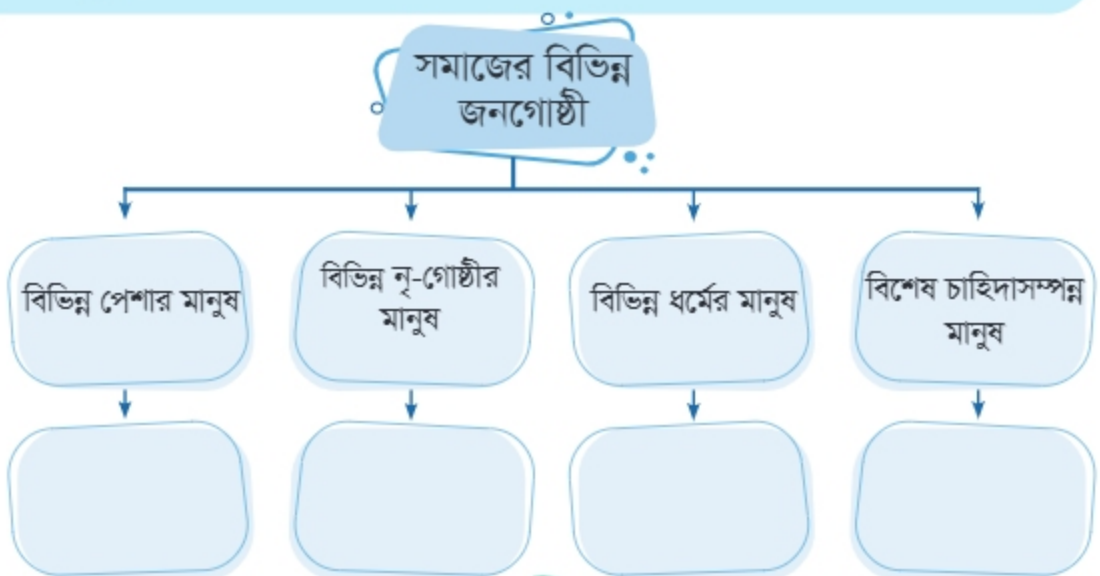 সমাজের বিভিন্ন
জনগোষ্ঠী
বিভিন্ন পেশার মানুষ
বিভিন্ন নৃ-গোষ্ঠীর
মানুষ
বিভিন্ন ধর্মের মানুষ
বিশেষ চাহিদাসম্পন্ন
মানুষ